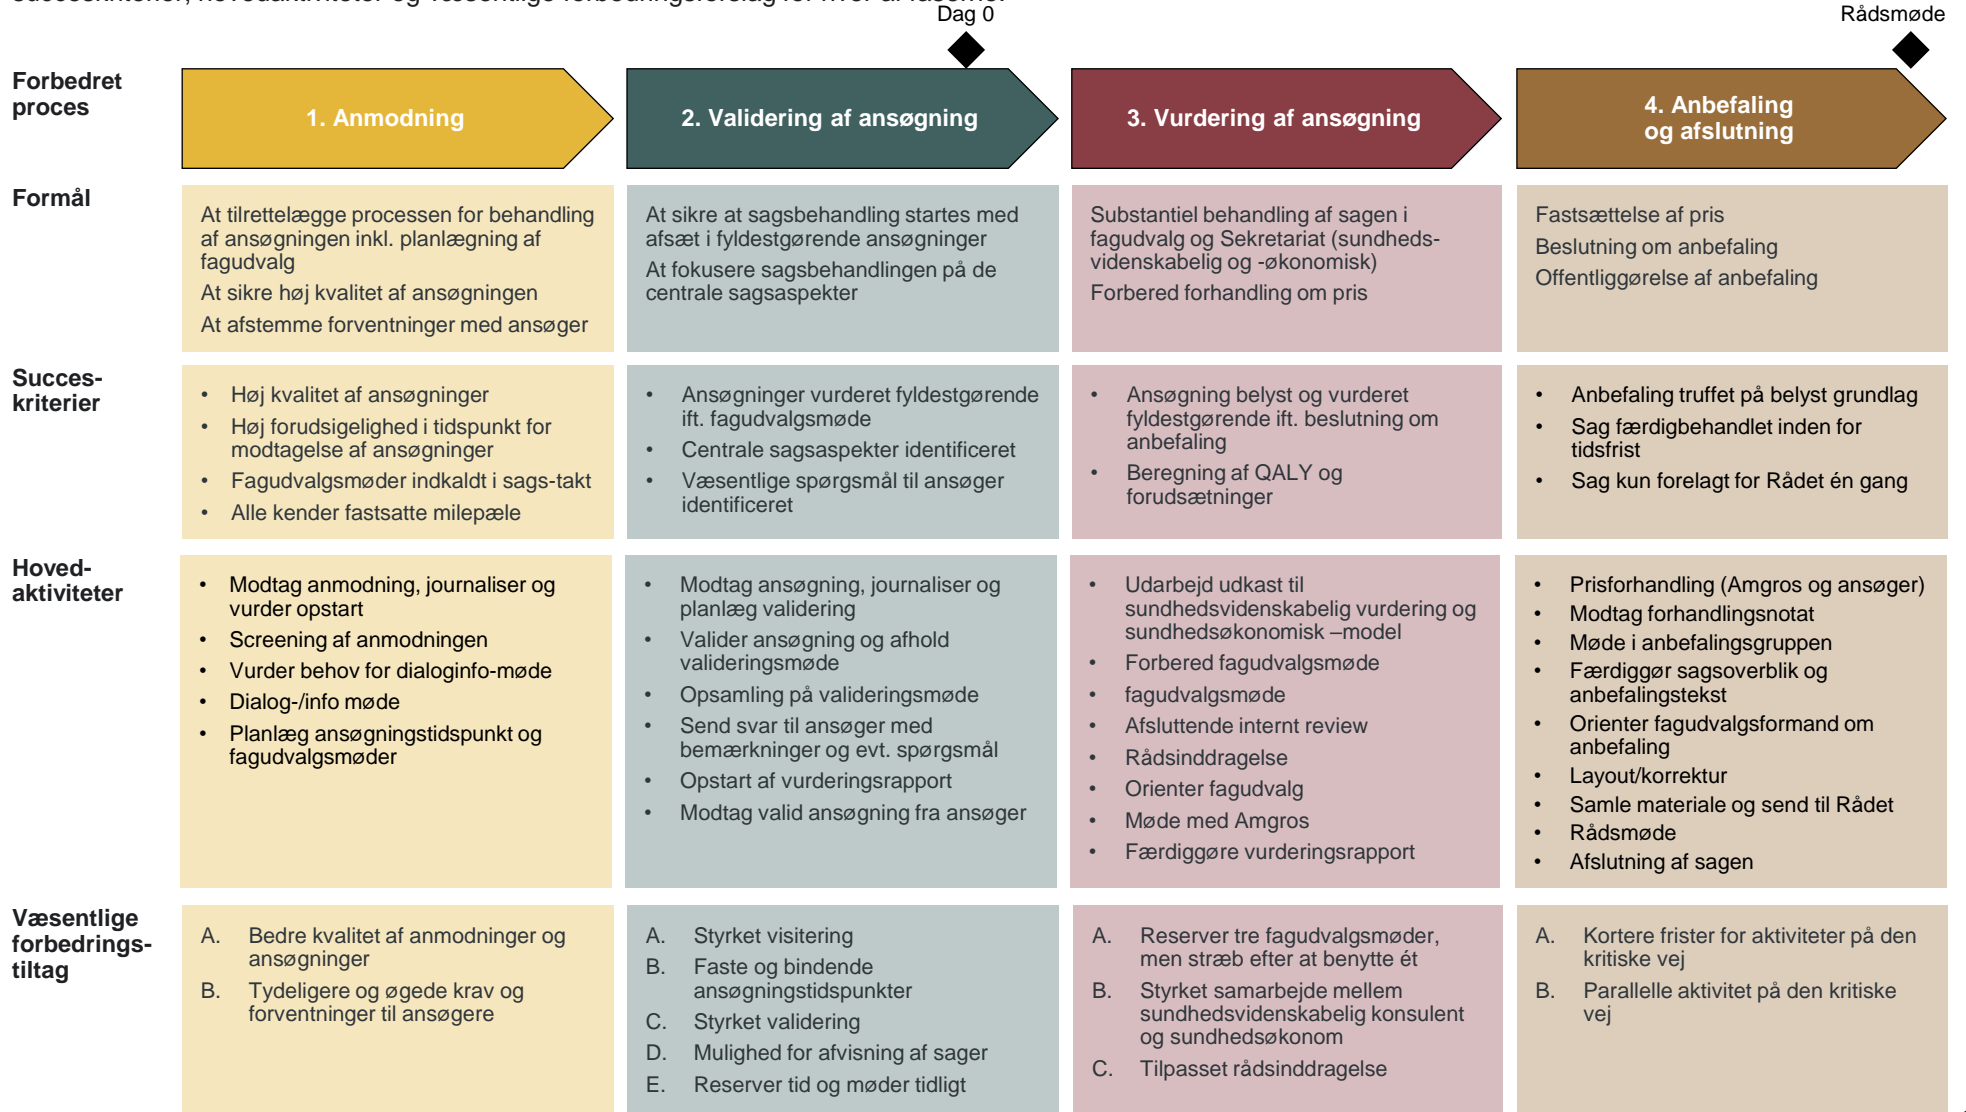 Dag 0
Rådsmøde
Forbedret
proces
1. Anmodning
2. Validering af ansøgning
3. Vurdering af ansøgning
4. Anbefaling
og afslutning
Formål
At tilrettelægge processen for behandling
af ansøgningen inkl. planlægning af
fagudvalg
At sikre høj kvalitet af ansøgningen
At afstemme forventninger med ansøger
At sikre at sagsbehandling startes med
afsæt i fyldestgørende ansøgninger
At fokusere sagsbehandlingen på de
centrale sagsaspekter
Substantiel behandling af sagen i
fagudvalg og Sekretariat (sundheds-
videnskabelig og -økonomisk)
Forbered forhandling om pris
Fastsættelse af pris
Beslutning om anbefaling
Offentliggørelse af anbefaling
Succes-
kriterier
• Høj kvalitet af ansøgninger
• Høj forudsigelighed i tidspunkt for
modtagelse af ansøgninger
• Fagudvalgsmøder indkaldt i sags-takt
• Alle kender fastsatte milepæle
• Ansøgninger vurderet fyldestgørende
ift. fagudvalgsmøde
• Centrale sagsaspekter identificeret
• Væsentlige spørgsmål til ansøger
identificeret
• Ansøgning belyst og vurderet
fyldestgørende ift. beslutning om
anbefaling
• Beregning af QALY og
forudsætninger
• Anbefaling truffet på belyst grundlag
• Sag færdigbehandlet inden for
tidsfrist
• Sag kun forelagt for Rådet én gang
Hoved-
aktiviteter
• Modtag anmodning, journaliser og
vurder opstart
• Screening af anmodningen
• Vurder behov for dialoginfo-møde
• Dialog-/info møde
• Planlæg ansøgningstidspunkt og
fagudvalgsmøder
• Modtag ansøgning, journaliser og
planlæg validering
• Valider ansøgning og afhold
valideringsmøde
• Opsamling på valideringsmøde
• Send svar til ansøger med
bemærkninger og evt. spørgsmål
• Opstart af vurderingsrapport
• Modtag valid ansøgning fra ansøger
• Udarbejd udkast til
sundhedsvidenskabelig vurdering og
sundhedsøkonomisk –model
• Forbered fagudvalgsmøde
• fagudvalgsmøde
• Afsluttende internt review
• Rådsinddragelse
• Orienter fagudvalg
• Møde med Amgros
• Færdiggøre vurderingsrapport
• Prisforhandling (Amgros og ansøger)
• Modtag forhandlingsnotat
• Møde i anbefalingsgruppen
• Færdiggør sagsoverblik og
anbefalingstekst
• Orienter fagudvalgsformand om
anbefaling
• Layout/korrektur
• Samle materiale og send til Rådet
• Rådsmøde
• Afslutning af sagen
Væsentlige
forbedrings-
tiltag
A. Bedre kvalitet af anmodninger og
ansøgninger
B. Tydeligere og øgede krav og
forventninger til ansøgere
A. Styrket visitering
B. Faste og bindende
ansøgningstidspunkter
C. Styrket validering
D. Mulighed for afvisning af sager
E. Reserver tid og møder tidligt
A. Reserver tre fagudvalgsmøder,
men stræb efter at benytte ét
B. Styrket samarbejde mellem
sundhedsvidenskabelig konsulent
og sundhedsøkonom
C. Tilpasset rådsinddragelse
A. Kortere frister for aktiviteter på den
kritiske vej
B. Parallelle aktivitet på den kritiske
vej